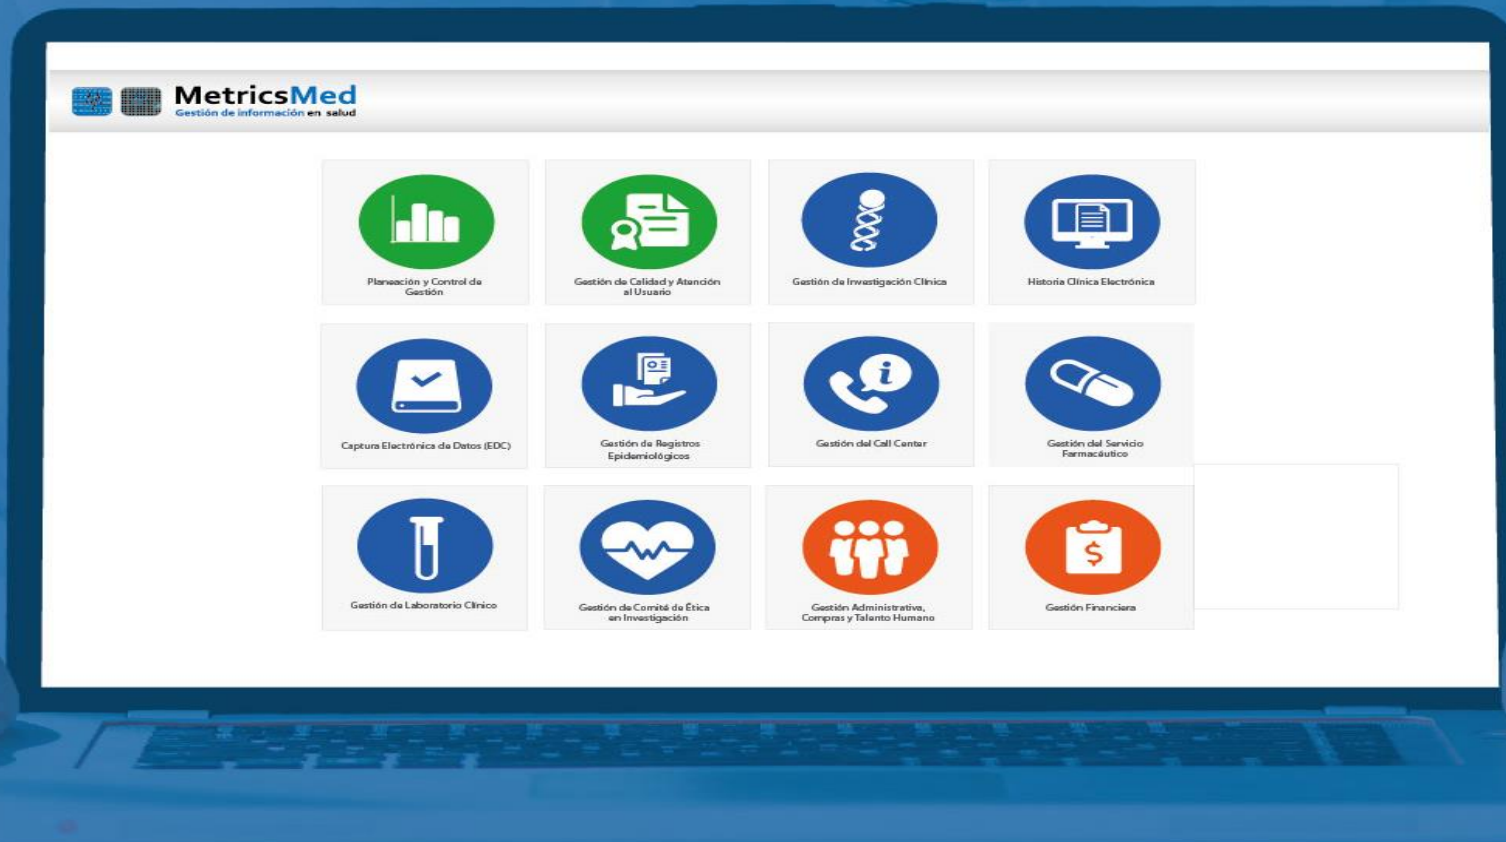 MetricsMed
Gestión de información en salud
Planeación y Control de
Gestión
Gestión de Calidad y Atención
al Usuario
Gestión de Investigación Clínica
Historia Clínica Electrónica
Captura Electrónica de Datos (EDC)
Gestión de Registros
Epidemiológicos
Gestión del Call Center
Gestión del Servicio
Farmacéutico
Gestión de Laboratorio Clínico
Gestión de Comité de Ética
en Investigación
Gestión Administrativa,
Compras y Talento Humano
Gestión Financiera